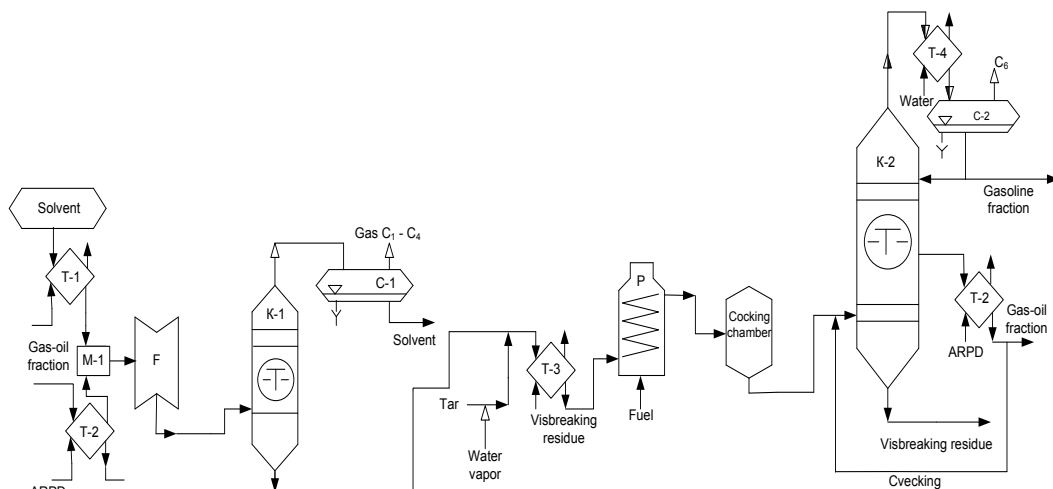 T-4
C₆
Water
C-2
K-2
Gasoline
fraction
Solvent
Gas C₁ - C₄
T-1
C-1
P
K-1
T-2
Gas-oil
fraction
Cocking
chamber
Solvent
Gas-oil
fraction
M-1
F
T-3
ARPD
Tar
Fuel
Visbreaking
residue
T-2
Water
vapor
Visbreaking residue
Cvecking
ARPD